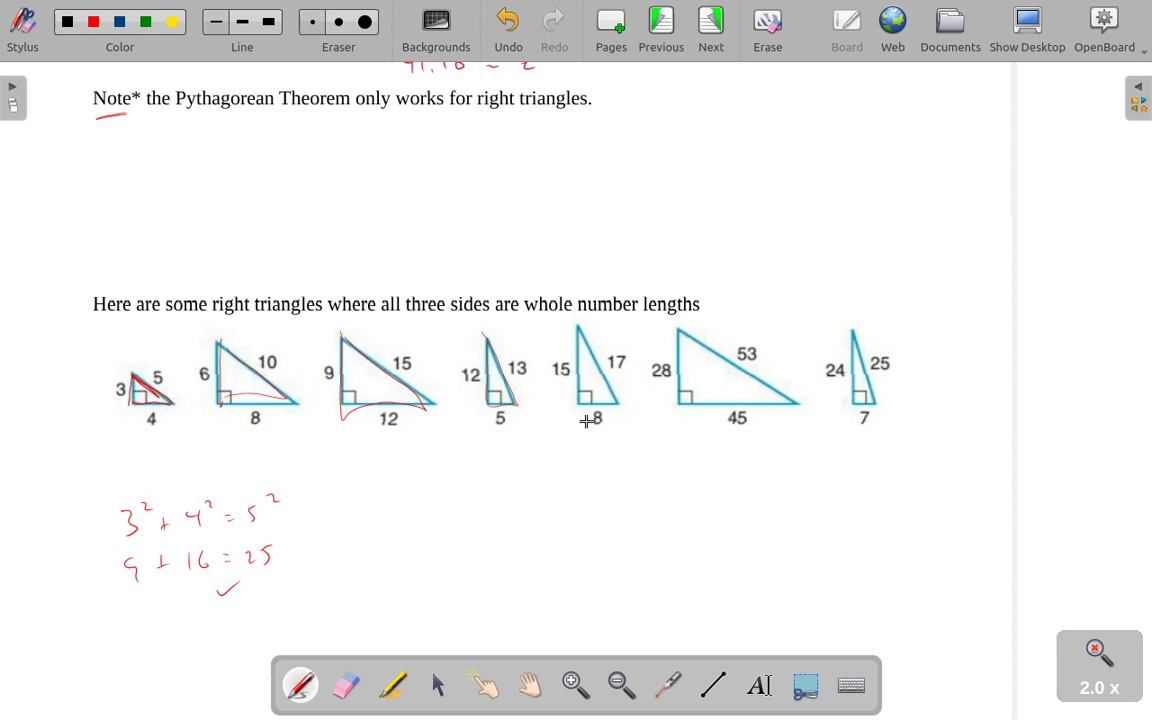 Stylus Color Line Eraser Backgrounds Undo Redo Pages Previous Next Erase Board Web Documents Show Desktop OpenBoard
Note* the Pythagorean Theorem only works for right triangles.
Here are some right triangles where all three sides are whole number lengths
3 5 4
6 10 8
9 15 12
12 13 5
15 17 8
28 53 45
24 25 7
3² + 4² = 5²
9 + 16 = 25
✓
2.0 x